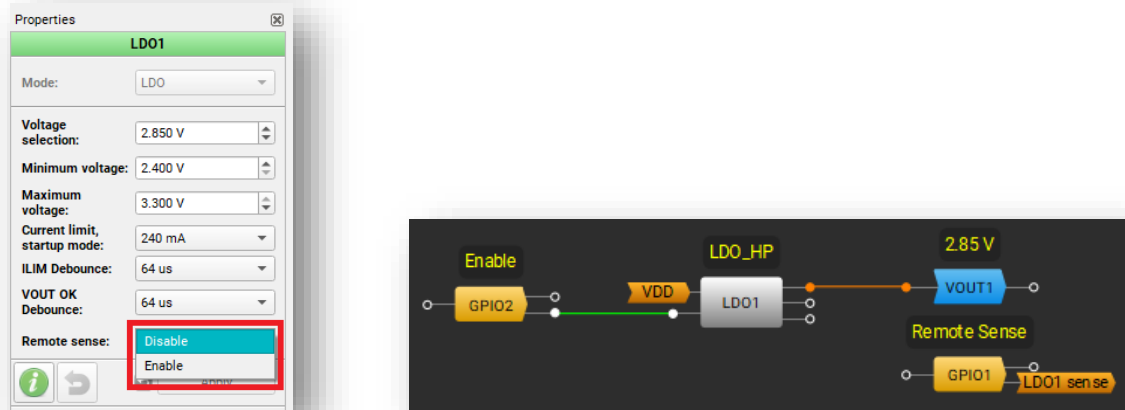 Properties
LDO1
Mode: LDO
Voltage
selection: 2.850 V
Minimum voltage: 2.400 V
Maximum
voltage: 3.300 V
Current limit,
startup mode: 240 mA
ILIM Debounce: 64 us
VOUT OK
Debounce: 64 us
Remote sense: Disable
Enable
Enable
GPIO2
VDD
LDO_HP
LDO1
2.85 V
VOUT1
Remote Sense
GPIO1
LDO1 sense